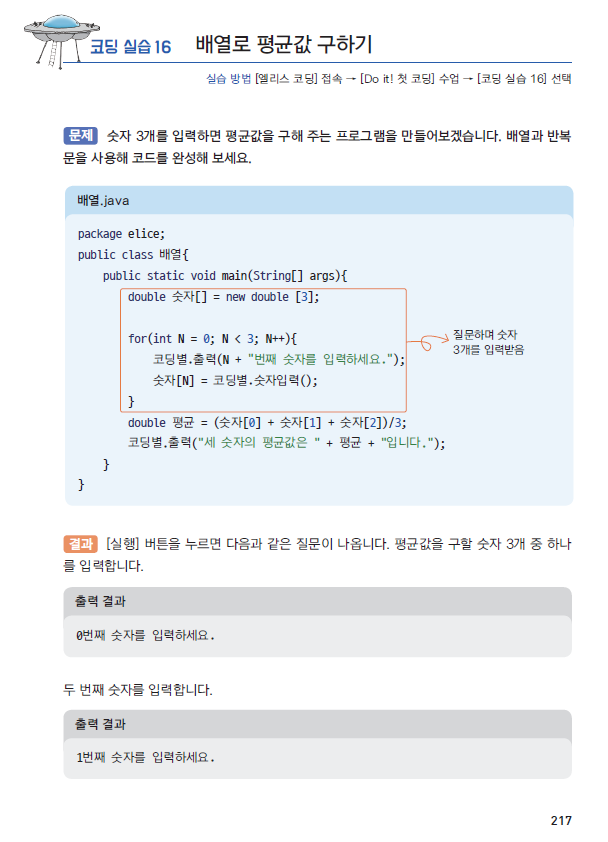 코딩 실습 16 배열로 평균값 구하기
실습 방법 [엘리스 코딩] 접속 → [Do it! 첫 코딩] 수업 → [코딩 실습 16] 선택
문제 숫자 3개를 입력하면 평균값을 구해 주는 프로그램을 만들어보겠습니다. 배열과 반복
문을 사용해 코드를 완성해 보세요.
배열.java
package elice;
public class 배열{
public static void main(String[] args){
double 숫자[] = new double [3];
for(int N = 0; N < 3; N++){
코딩별.출력(N + "번째 숫자를 입력하세요.");
숫자[N] = 코딩별.숫자입력();
}
질문하며 숫자
3개를 입력받음
double 평균 = (숫자[0] + 숫자[1] + 숫자[2])/3;
코딩별.출력("세 숫자의 평균값은 " + 평균 + "입니다.");
}
}
결과 [실행] 버튼을 누르면 다음과 같은 질문이 나옵니다. 평균값을 구할 숫자 3개 중 하나
를 입력합니다.
출력 결과
0번째 숫자를 입력하세요.
두 번째 숫자를 입력합니다.
출력 결과
1번째 숫자를 입력하세요.
217